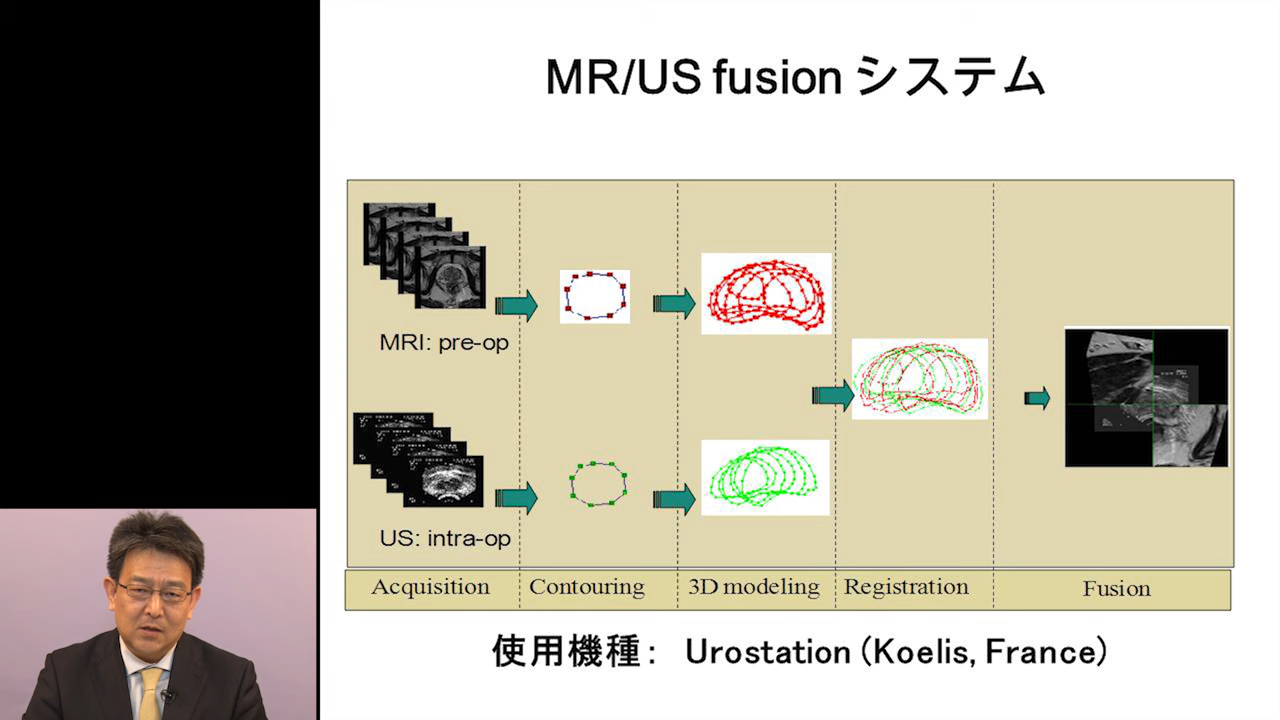 MR/US fusion システム
MRI: pre-op
US: intra-op
Acquisition
Contouring
3D modeling
Registration
Fusion
使用機種： Urostation (Koelis, France)